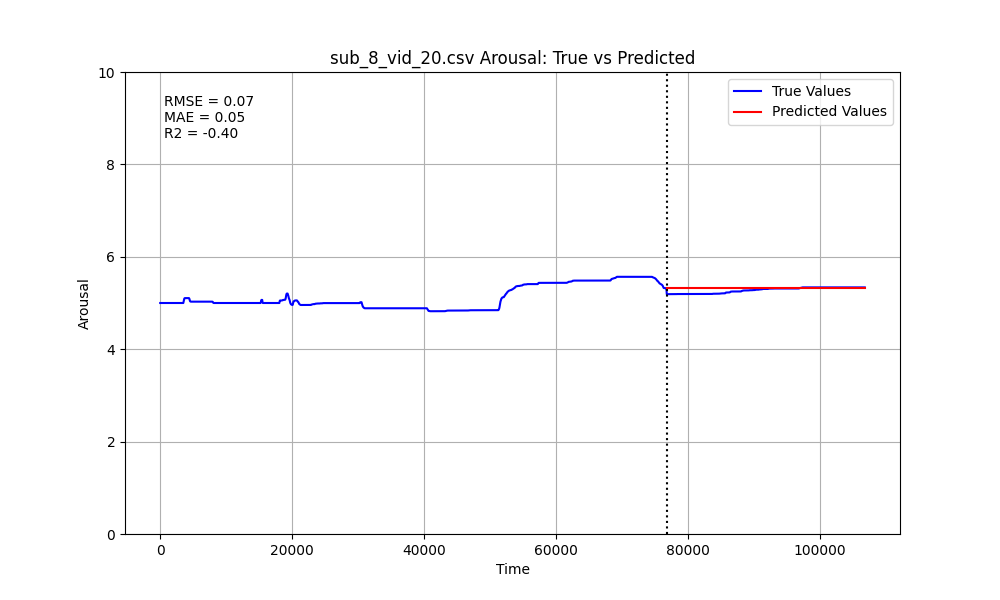 sub_8_vid_20.csv Arousal: True vs Predicted
RMSE = 0.07
MAE = 0.05
R2 = -0.40
True Values
Predicted Values
10
8
6
4
2
0
Arousal
0
20000
40000
60000
80000
100000
Time